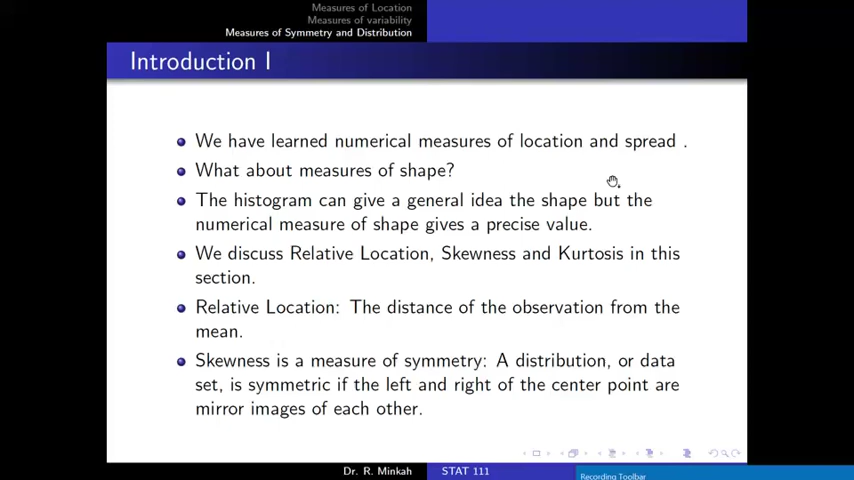 Measures of Location
Measures of variability
Measures of Symmetry and Distribution
Introduction I
We have learned numerical measures of location and spread .
What about measures of shape?
The histogram can give a general idea the shape but the
numerical measure of shape gives a precise value.
We discuss Relative Location, Skewness and Kurtosis in this
section.
Relative Location: The distance of the observation from the
mean.
Skewness is a measure of symmetry: A distribution, or data
set, is symmetric if the left and right of the center point are
mirror images of each other.
Dr. R. Minkah
STAT 111
Recording Toolbar